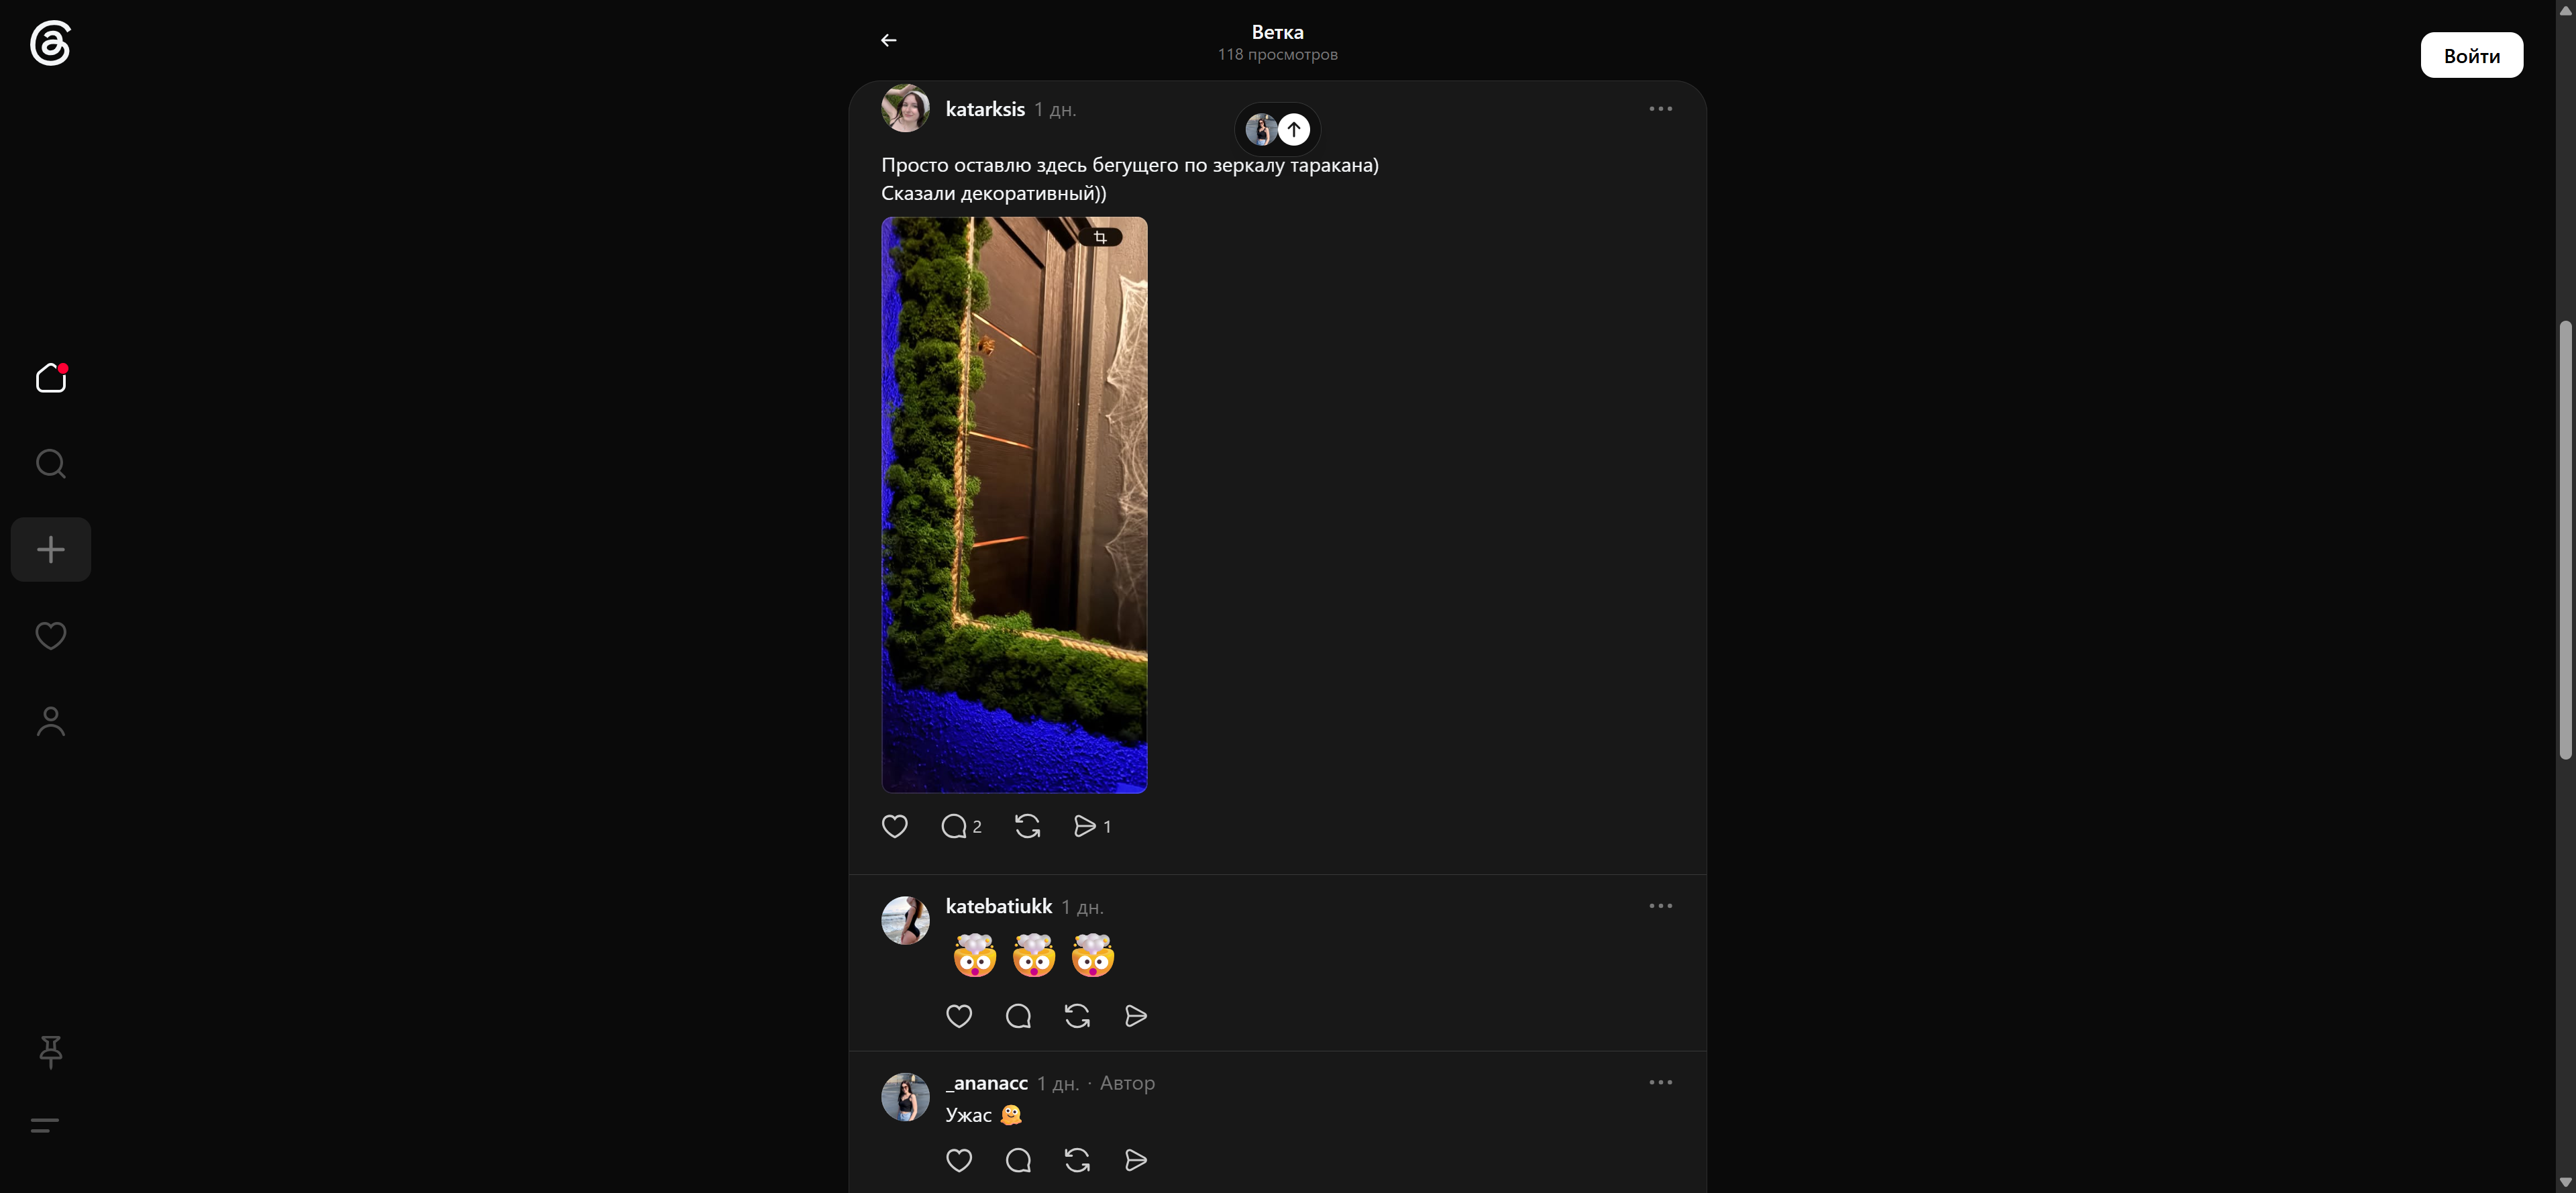 Ветка
118 просмотров
Войти
katarksis 1 дн.
Просто оставлю здесь бегущего по зеркалу таракана)
Сказали декоративный))
2 1
katebatiukk 1 дн.
_ananacc 1 дн. · Автор
Ужас